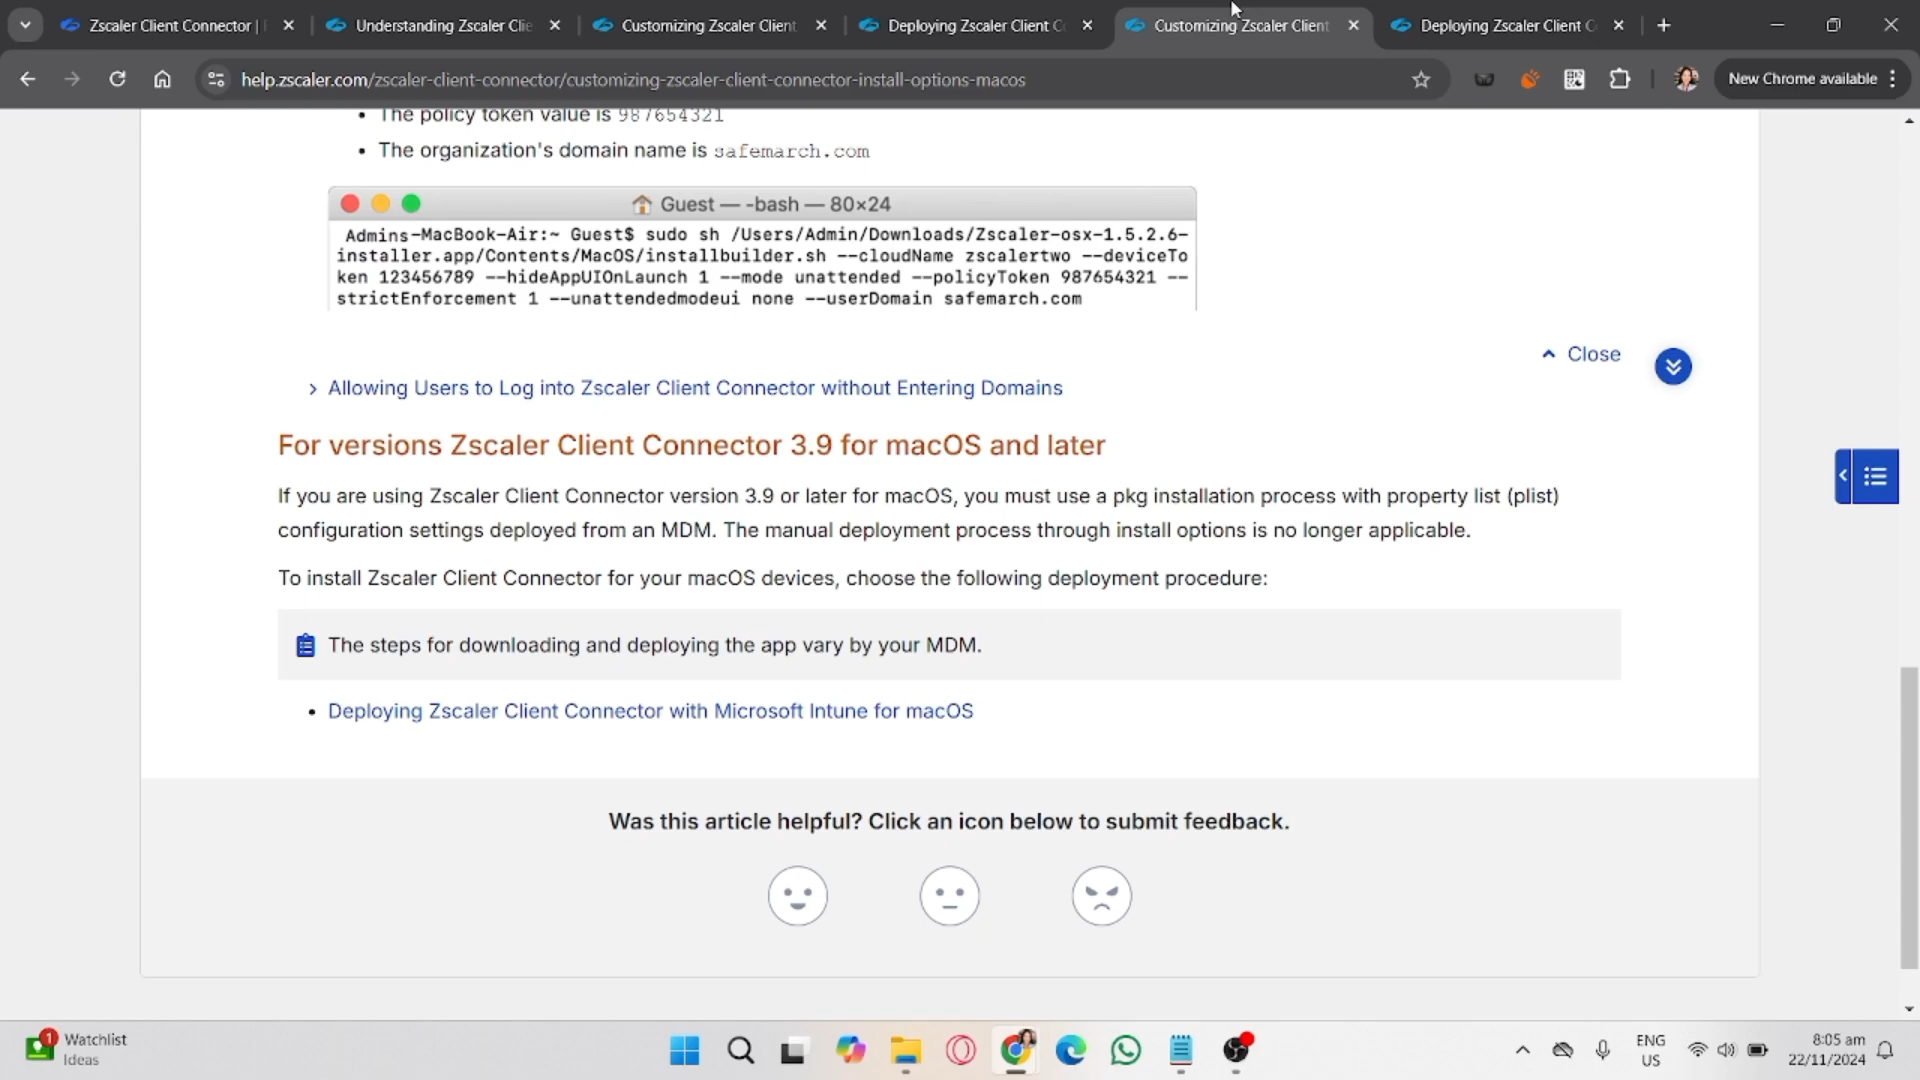 Zscaler Client Connector |
Understanding Zscaler Clie
Customizing Zscaler Client
Deploying Zscaler Client Co
Customizing Zscaler Client
Deploying Zscaler Client C
help.zscaler.com/zscaler-client-connector/customizing-zscaler-client-connector-install-options-macos
New Chrome available
• The policy token value is 987654321
• The organization's domain name is safemarch.com
Guest — -bash — 80×24
Admins-MacBook-Air:~ Guest$ sudo sh /Users/Admin/Downloads/Zscaler-osx-1.5.2.6-
installer.app/Contents/MacOS/installbuilder.sh --cloudName zscalertwo --deviceTo
ken 123456789 --hideAppUIOnLaunch 1 --mode unattended --policyToken 987654321 --
strictEnforcement 1 --unattendedmodeui none --userDomain safemarch.com
Close
Allowing Users to Log into Zscaler Client Connector without Entering Domains
For versions Zscaler Client Connector 3.9 for macOS and later
If you are using Zscaler Client Connector version 3.9 or later for macOS, you must use a pkg installation process with property list (plist)
configuration settings deployed from an MDM. The manual deployment process through install options is no longer applicable.
To install Zscaler Client Connector for your macOS devices, choose the following deployment procedure:
The steps for downloading and deploying the app vary by your MDM.
• Deploying Zscaler Client Connector with Microsoft Intune for macOS
Was this article helpful? Click an icon below to submit feedback.
1
Watchlist
Ideas
ENG
US
8:05 am
22/11/2024